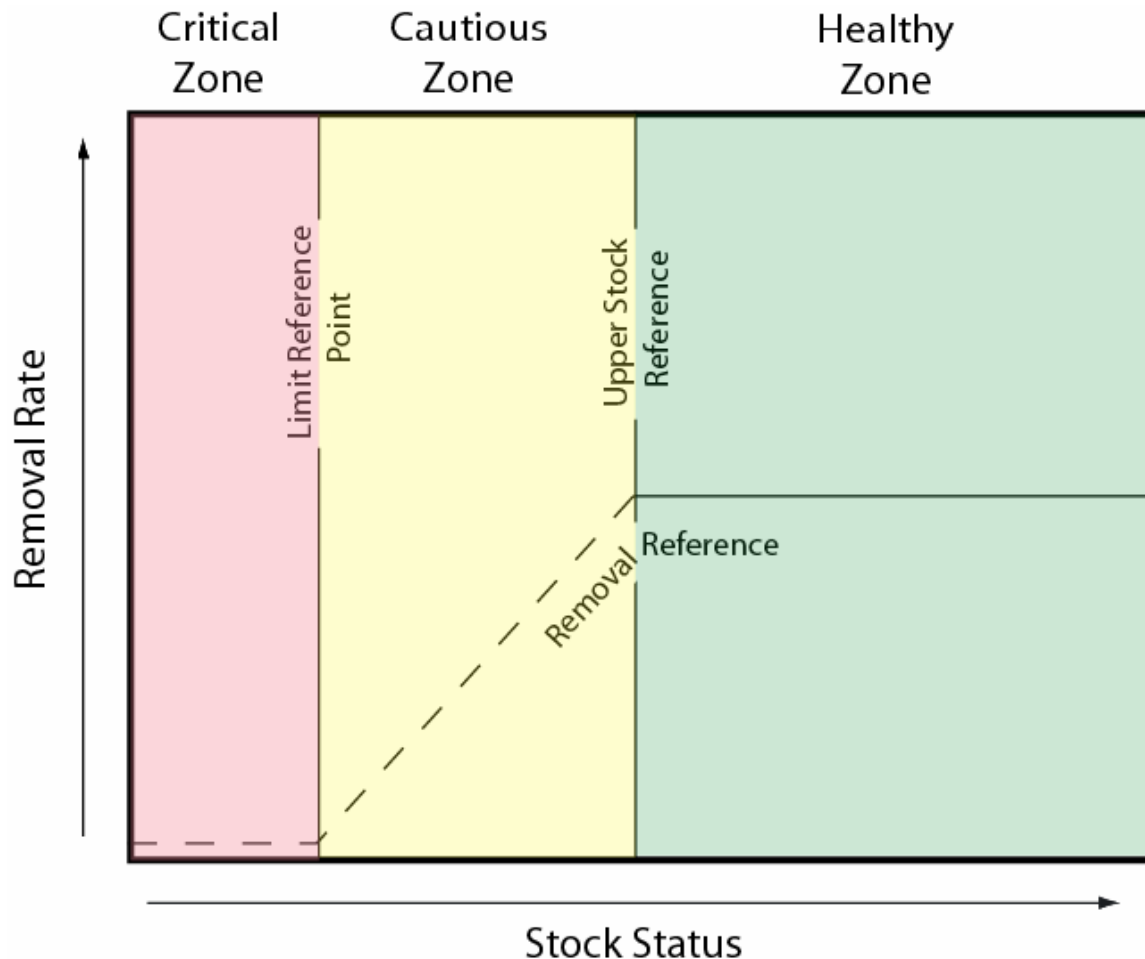 Critical
Zone
Cautious
Zone
Healthy
Zone
Limit Reference
Point
Upper Stock
Reference
Removal Reference
Removal Rate
Stock Status